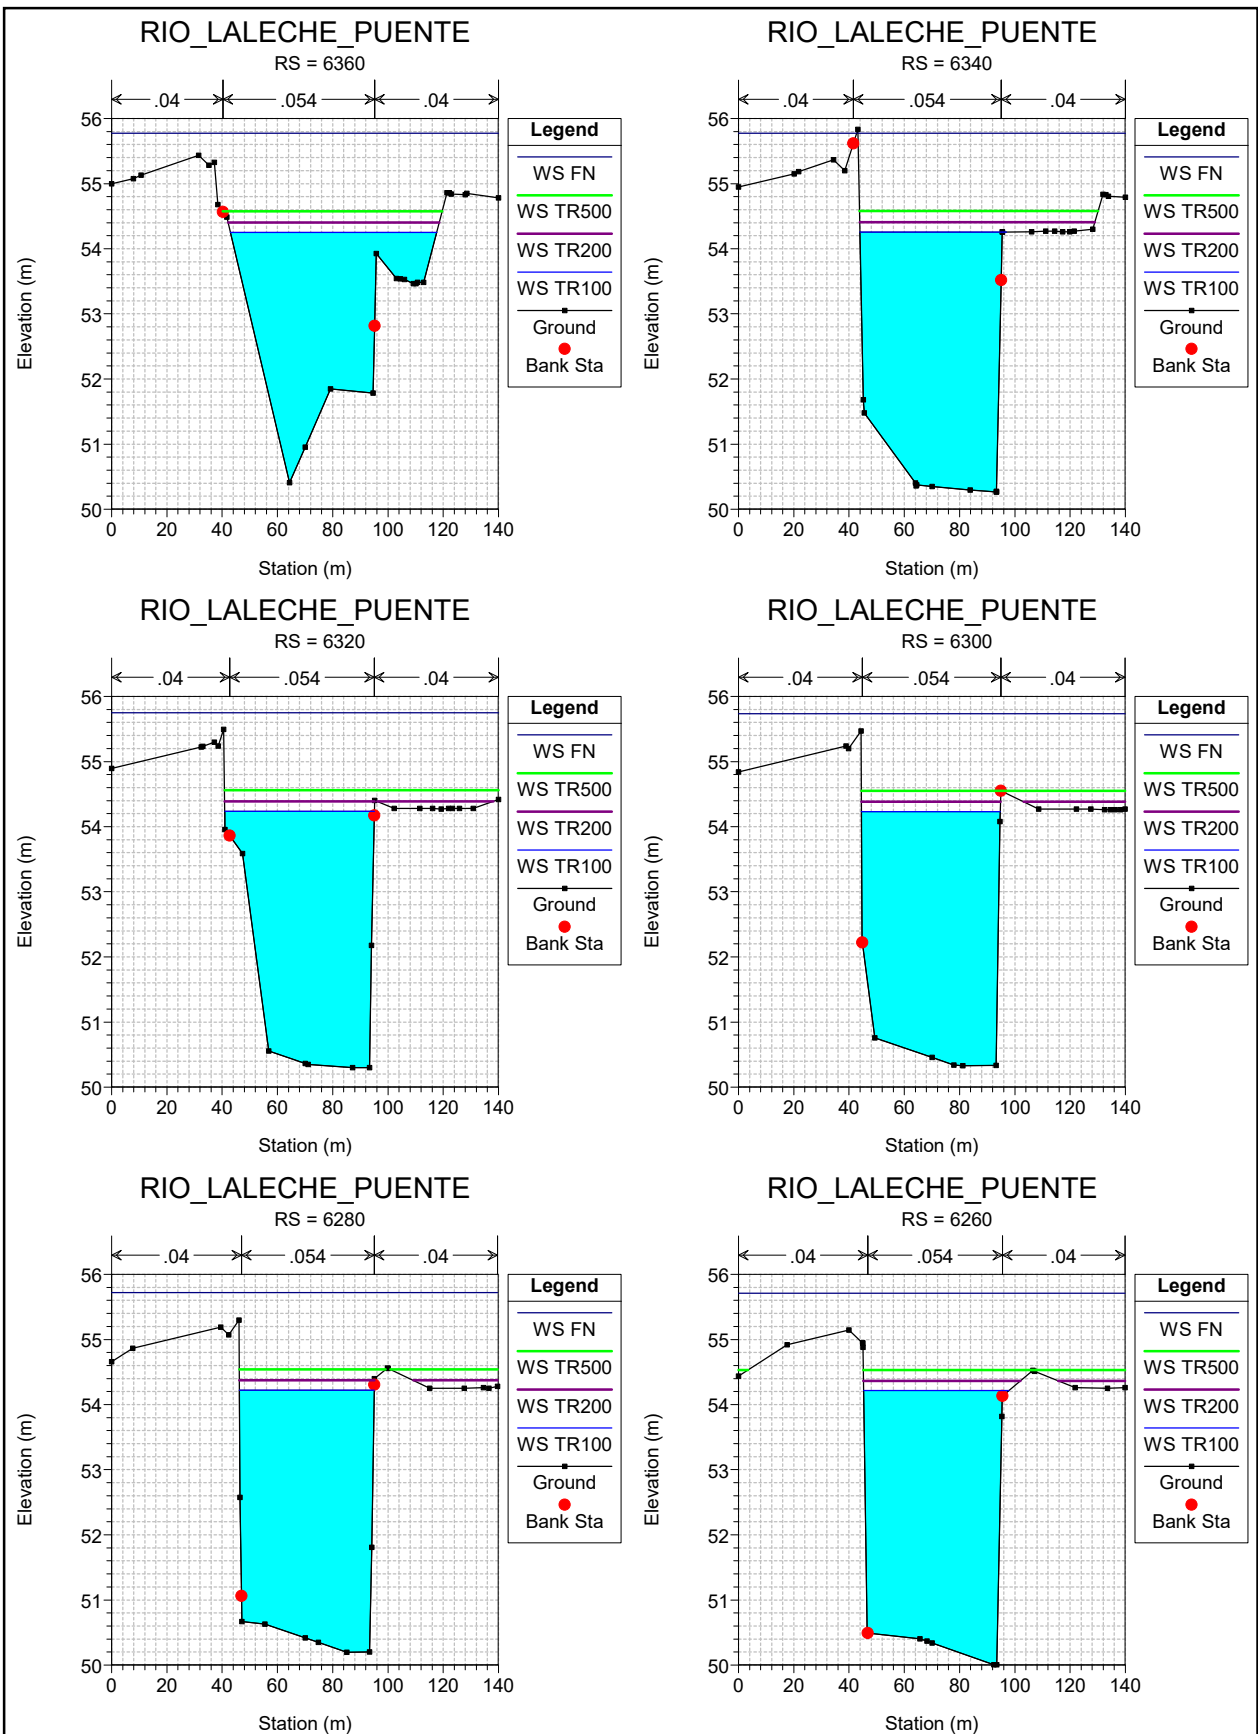 RIO_LALECHE_PUENTE
RS = 6360
.04 .054 .04
56
55
54
53
52
51
50
Elevation (m)
0 20 40 60 80 100 120 140
Station (m)
Legend
WS FN
WS TR500
WS TR200
WS TR100
Ground
Bank Sta
RIO_LALECHE_PUENTE
RS = 6340
.04 .054 .04
56
55
54
53
52
51
50
Elevation (m)
0 20 40 60 80 100 120 140
Station (m)
Legend
WS FN
WS TR500
WS TR200
WS TR100
Ground
Bank Sta
RIO_LALECHE_PUENTE
RS = 6320
.04 .054 .04
56
55
54
53
52
51
50
Elevation (m)
0 20 40 60 80 100 120 140
Station (m)
Legend
WS FN
WS TR500
WS TR200
WS TR100
Ground
Bank Sta
RIO_LALECHE_PUENTE
RS = 6300
.04 .054 .04
56
55
54
53
52
51
50
Elevation (m)
0 20 40 60 80 100 120 140
Station (m)
Legend
WS FN
WS TR500
WS TR200
WS TR100
Ground
Bank Sta
RIO_LALECHE_PUENTE
RS = 6280
.04 .054 .04
56
55
54
53
52
51
50
Elevation (m)
0 20 40 60 80 100 120 140
Station (m)
Legend
WS FN
WS TR500
WS TR200
WS TR100
Ground
Bank Sta
RIO_LALECHE_PUENTE
RS = 6260
.04 .054 .04
56
55
54
53
52
51
50
Elevation (m)
0 20 40 60 80 100 120 140
Station (m)
Legend
WS FN
WS TR500
WS TR200
WS TR100
Ground
Bank Sta